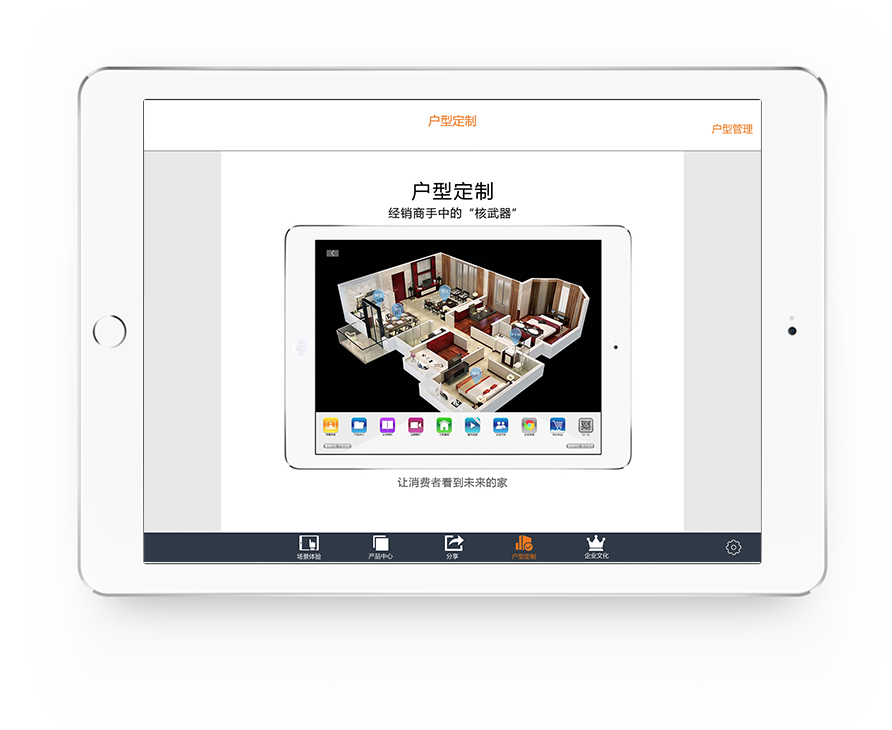 户型定制
户型管理
户型定制
经销商手中的“核武器”
让消费者看到未来的家
场景体验
产品中心
分享
户型定制
企业文化